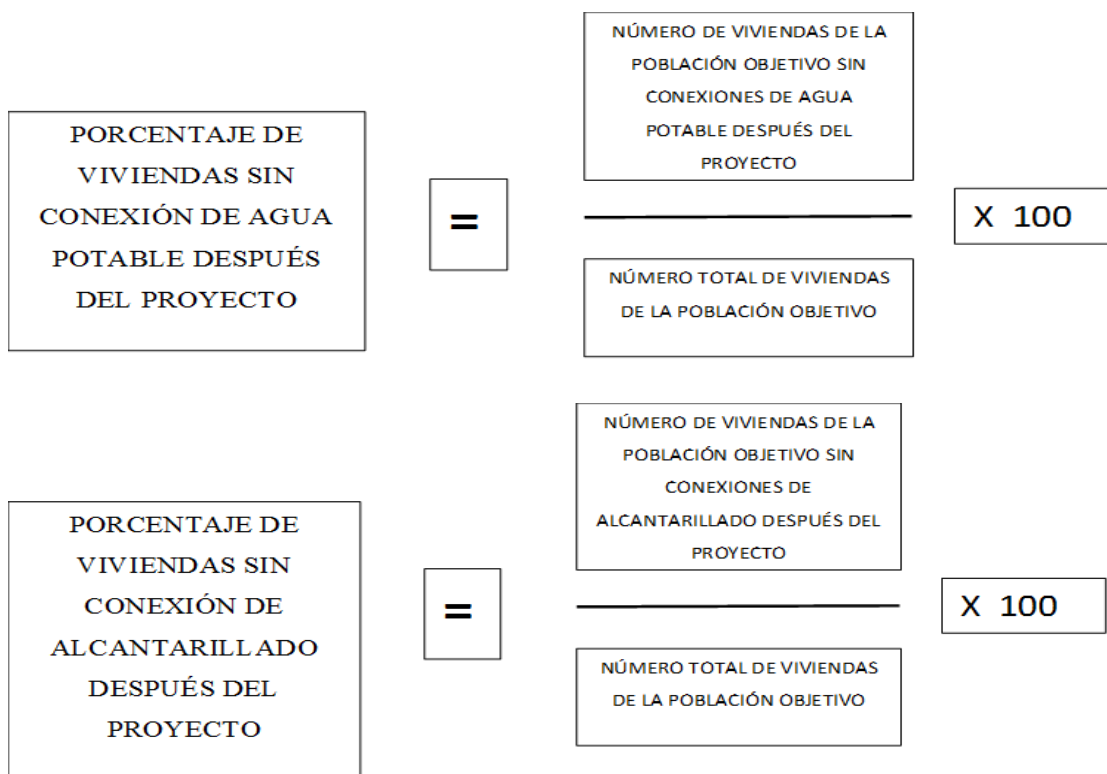 PORCENTAJE DE
VIVIENDAS SIN
CONEXIÓN DE AGUA
POTABLE DESPUÉS
DEL PROYECTO
=
NÚMERO DE VIVIENDAS DE LA
POBLACIÓN OBJETIVO SIN
CONEXIONES DE AGUA
POTABLE DESPUÉS DEL
PROYECTO
NÚMERO TOTAL DE VIVIENDAS
DE LA POBLACIÓN OBJETIVO
X 100
PORCENTAJE DE
VIVIENDAS SIN
CONEXIÓN DE
ALCANTARILLADO
DESPUÉS DEL
PROYECTO
=
NÚMERO DE VIVIENDAS DE LA
POBLACIÓN OBJETIVO SIN
CONEXIONES DE
ALCANTARILLADO DESPUÉS DEL
PROYECTO
NÚMERO TOTAL DE VIVIENDAS
DE LA POBLACIÓN OBJETIVO
X 100